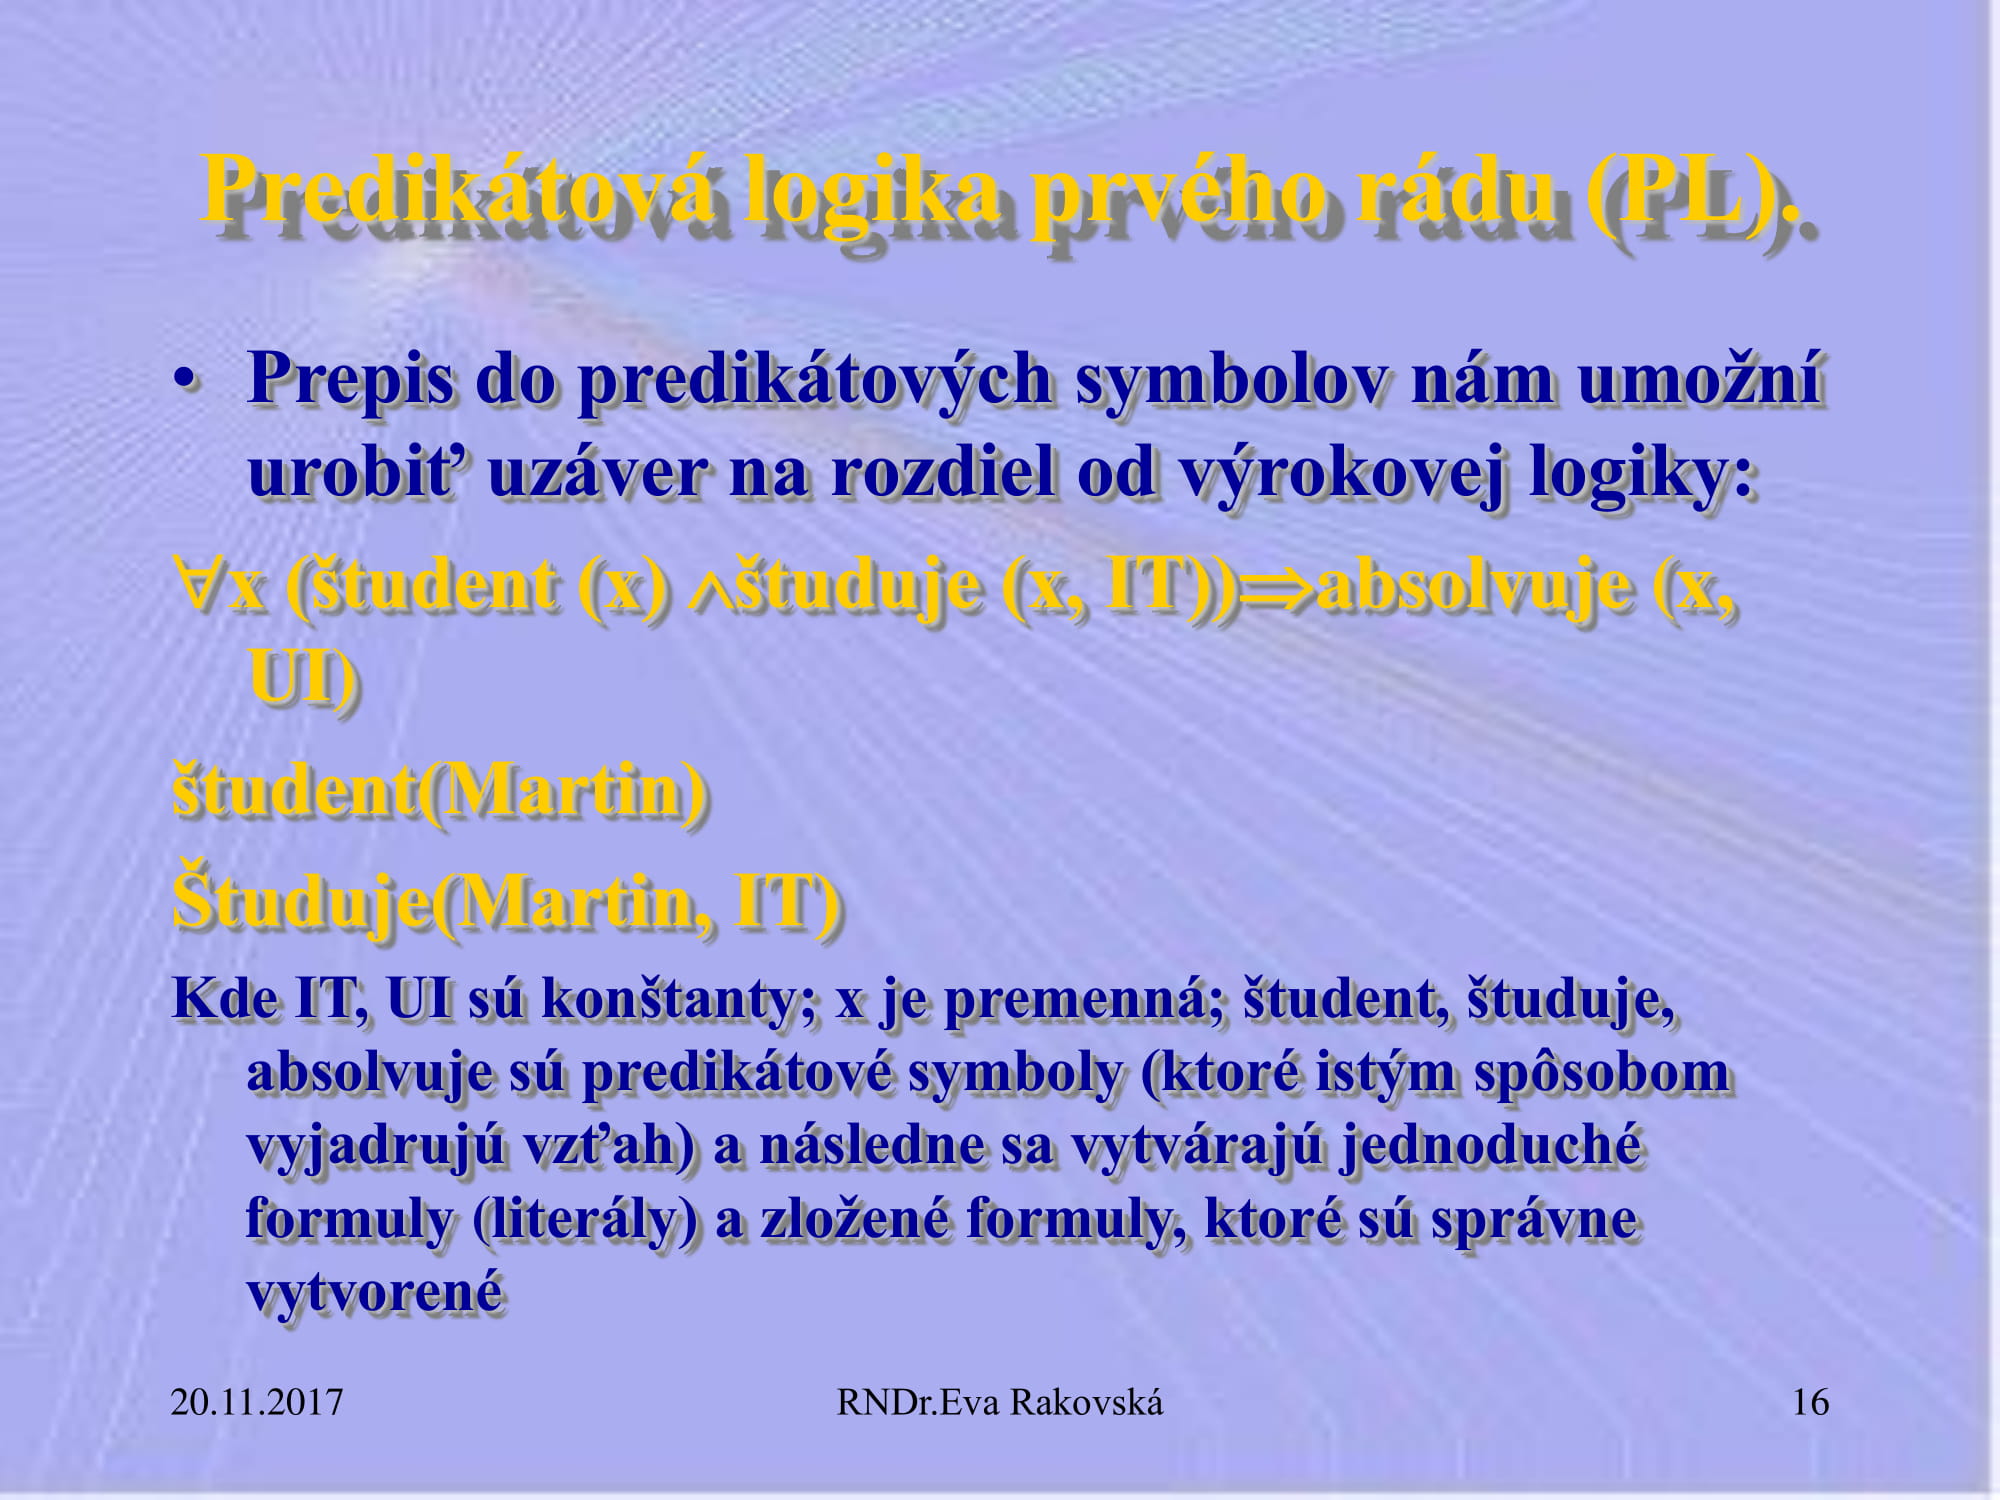 Predikátová logika prvého rádu (PL).
• Prepis do predikátových symbolov nám umožní
urobiť uzáver na rozdiel od výrokovej logiky:
∀x (študent (x) ∧študuje (x, IT))⇒absolvuje (x,
UI)
študent(Martin)
Študuje(Martin, IT)
Kde IT, UI sú konštanty; x je premenná; študent, študuje,
absolvuje sú predikátové symboly (ktoré istým spôsobom
vyjadrujú vzťah) a následne sa vytvárajú jednoduché
formuly (literály) a zložené formuly, ktoré sú správne
vytvorené
20.11.2017 RNDr.Eva Rakovská 16